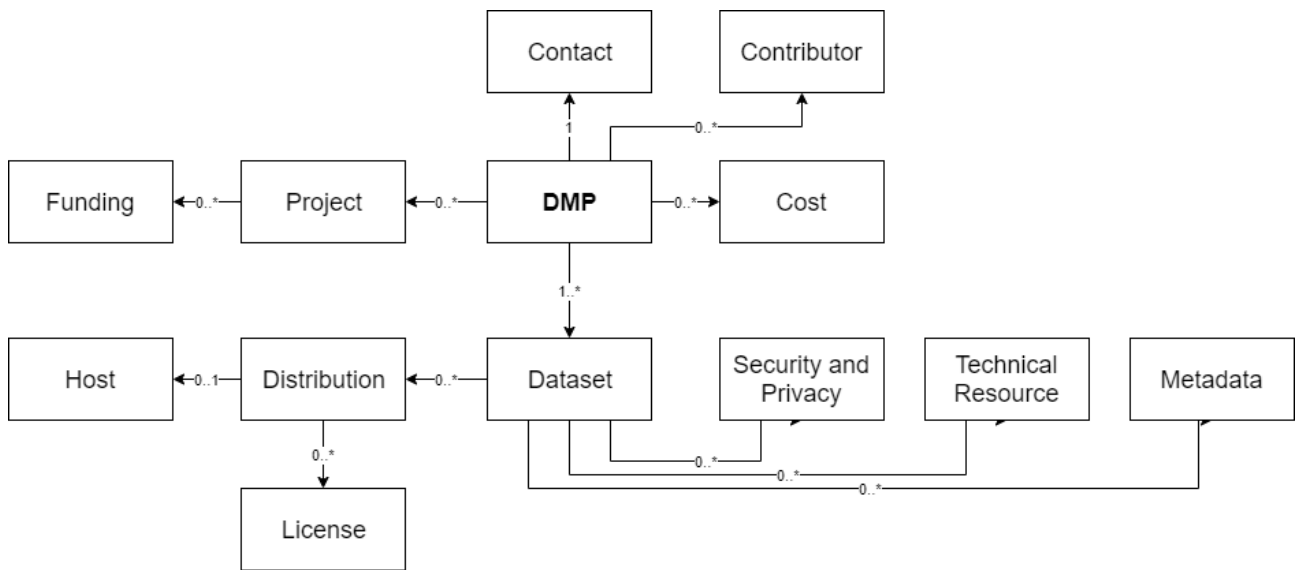 Contact
Contributor
1
0..*
Funding
0..*
Project
0..*
DMP
0..*
Cost
1..*
Host
0..1
Distribution
0..*
Dataset
Security and
Privacy
Technical
Resource
Metadata
0..*
0..*
0..*
0..*
License